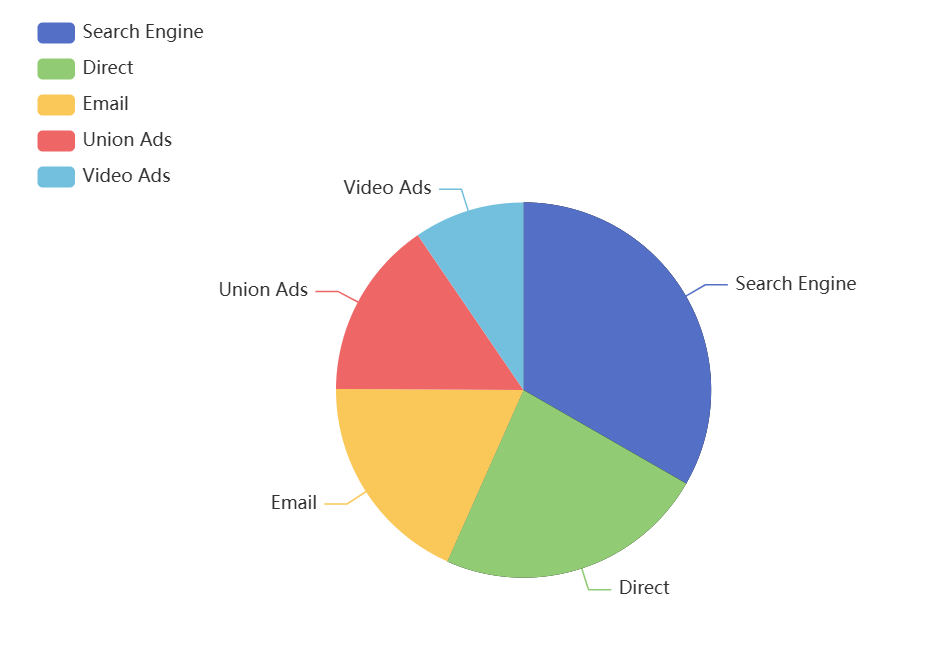 Search Engine
Direct
Email
Union Ads
Video Ads
Video Ads
Search Engine
Union Ads
Email
Direct